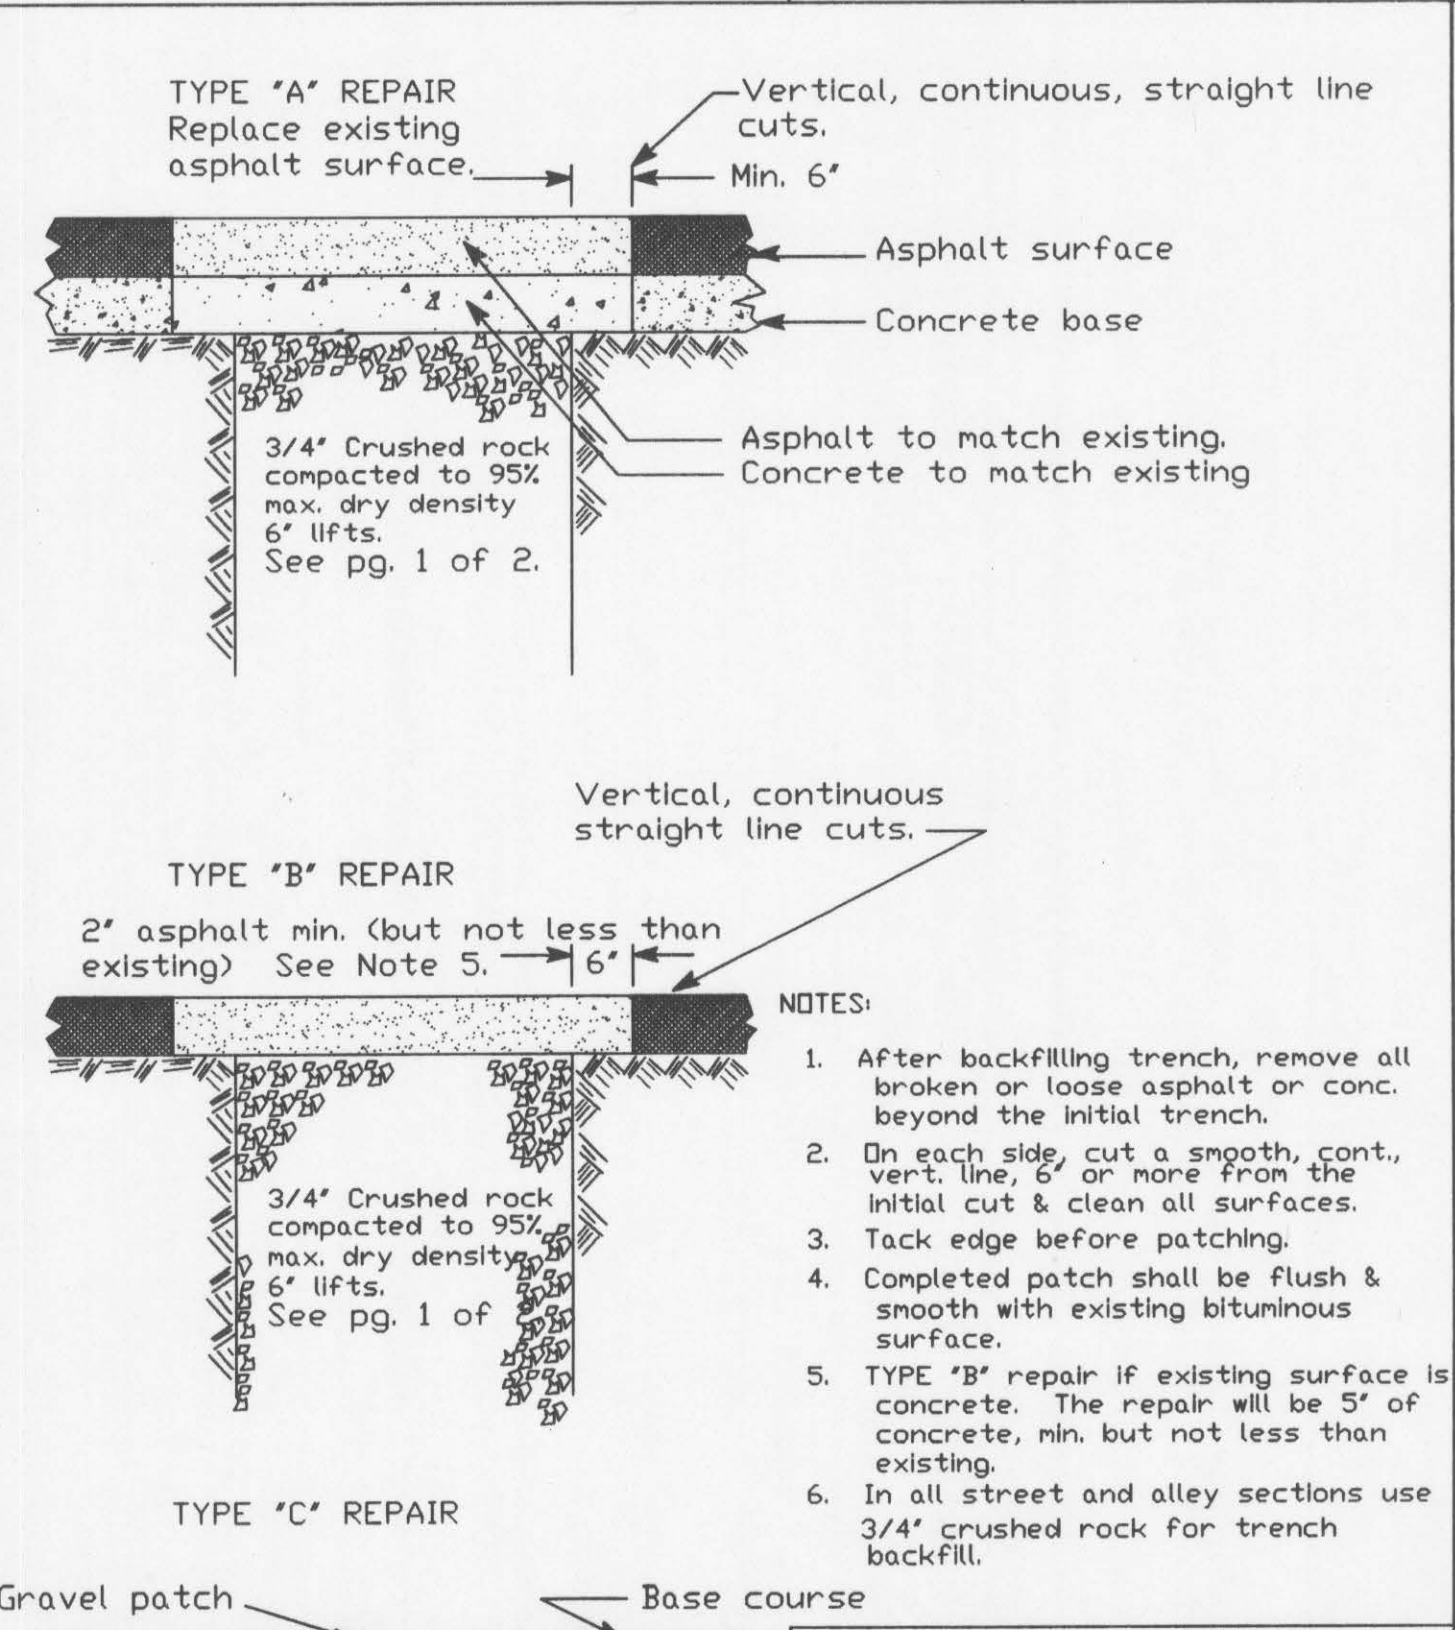 TYPE "A" REPAIR
Replace existing
asphalt surface.
Vertical, continuous, straight line
cuts.
Min. 6"
Asphalt surface
Concrete base
Asphalt to match existing.
Concrete to match existing
3/4" Crushed rock
compacted to 95%
max. dry density
6" lifts.
See pg. 1 of 2.
Vertical, continuous
straight line cuts.
TYPE "B" REPAIR
2" asphalt min. (but not less than
existing) See Note 5.
6"
3/4" Crushed rock
compacted to 95%
max. dry density
6" lifts.
See pg. 1 of
NOTES:
1. After backfilling trench, remove all
broken or loose asphalt or conc.
beyond the initial trench.
2. On each side, cut a smooth, cont.,
vert. line, 6" or more from the
initial cut & clean all surfaces.
3. Tack edge before patching.
4. Completed patch shall be flush &
smooth with existing bituminous
surface.
5. TYPE "B" repair if existing surface is
concrete. The repair will be 5" of
concrete, min. but not less than
existing.
6. In all street and alley sections use
3/4" crushed rock for trench
backfill.
TYPE "C" REPAIR
Gravel patch
Base course